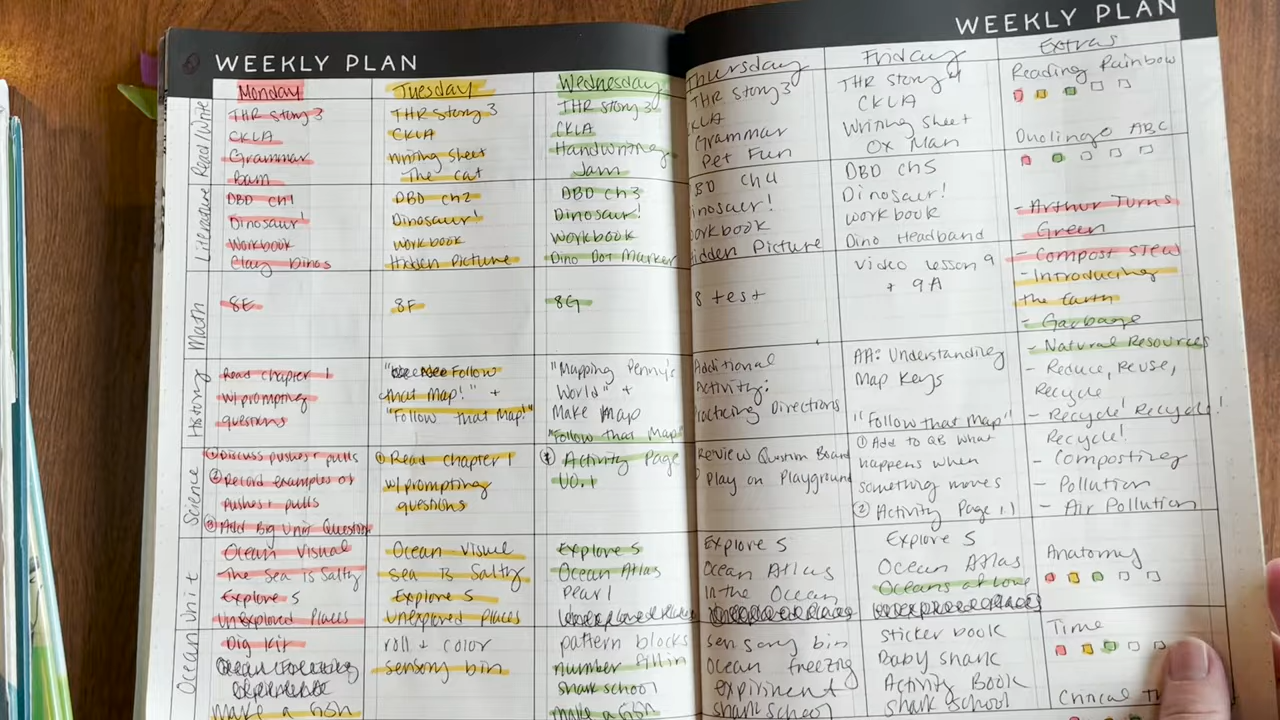 WEEKLY PLAN
WEEKLY PLAN
Monday
Tuesday
Wednesday
Thursday
Friday
Extras
Read/Write
THR Story 3
CKLA
Grammar
Bam
THR Story 3
CKLA
Writing Sheet
The cat
THR Story 3
CKLA
Handwriting
Jam
THR Story 3
CKLA
Grammar
Pet Fun
THR Story 4
CKLA
Writing Sheet
Ox Man
Reading Rainbow
Duolingo ABC
Literature
DBD Ch1
Dinosaur!
Workbook
Clay Dinos
DBD Ch2
Dinosaur!
Workbook
Hidden Picture
DBD Ch3
Dinosaur!
Workbook
Dino Dot Marker
BD Ch4
inosaur!
orkbook
idden Picture
DBD Ch5
Dinosaur!
workbook
Dino Headband
- Arthur Turns
Green
- Compost Stew
- Introducing
the Earth
- Garbage
- Natural Resources
- Reduce, Reuse,
Recycle
- Recycle! Recycle!
Recycle!
- Composting
- Pollution
- Air Pollution
Math
8E
8F
8G
8 test
Video lesson 9
+ 9A
History
Read chapter 1
w/prompting
questions
Follow
that Map!" +
"Follow that Map!"
"Mapping Penny's
World" +
Make Map
"Follow that Map"
Additional
Activity:
racticing Directions
AA: Understanding
Map Keys
"Follow that Map"
Science
① Discuss pushes + pulls
② Record examples of
pushes + pulls
③ Add Big Unit Question
① Read chapter 1
w/prompting
questions
Activity Page
U0.1
Review Question Board
Play on Playground
① Add to QB what
happens when
something moves
② Activity Page 1.1
Ocean Unit
Ocean Visual
The Sea is Salty
Explore 5
Unexplored Places
Dig Kit
make a fish
Ocean Visual
Sea is Salty
Explore 5
Unexplored Places
roll + color
sensory bin
Explore 5
Ocean Atlas
Pearl
pattern blocks
number fill in
shark school
make a fish
Explore 5
Ocean Atlas
In the Ocean
sensory bin
Ocean freezing
expiriment
shark school
Explore 5
Ocean Atlas
Oceans of Love
sticker book
Baby shark
Activity Book
shark school
Anatomy
Time